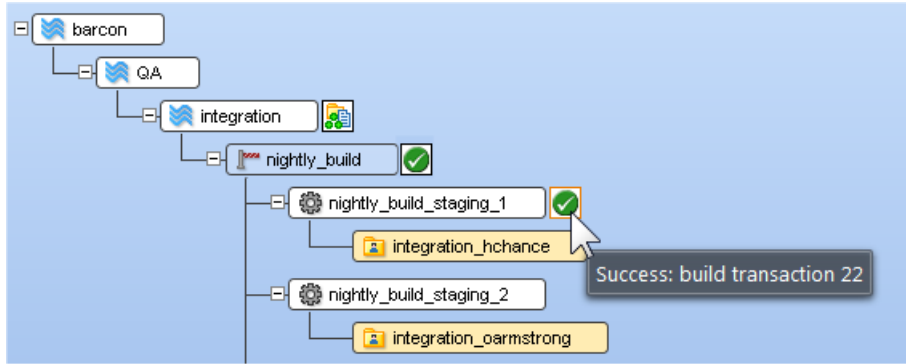 barcon
QA
integration
nightly_build
nightly_build_staging_1
integration_hchance
Success: build transaction 22
nightly_build_staging_2
integration_oarmstrong